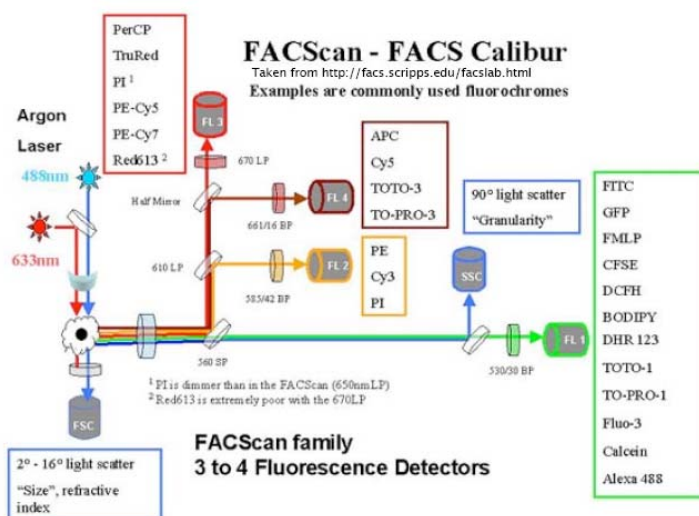 FACScan - FACS Calibur
Taken from http://facs.scripps.edu/facslab.html
Examples are commonly used fluorochromes
PerCP
TruRed
PI 1
PE-Cy5
PE-Cy7
Red613 2
Argon
Laser
488nm
633nm
FL 3
670 LP
Half Mirror
661/16 BP
FL 4
APC
Cy5
TOTO-3
TO-PRO-3
610 LP
585/42 BP
FL 2
PE
Cy3
PI
90° light scatter
“Granularity”
SSC
560 SP
530/30 BP
FL 1
FITC
GFP
FMLP
CFSE
DCFH
BODIPY
DHR 123
TOTO-1
TO-PRO-1
Fluo-3
Calcein
Alexa 488
FSC
1 PI is dimmer than in the FACScan (650nmLP)
2 Red613 is extremely poor with the 670LP
2° - 16° light scatter
“Size”, refractive
index
FACScan family
3 to 4 Fluorescence Detectors